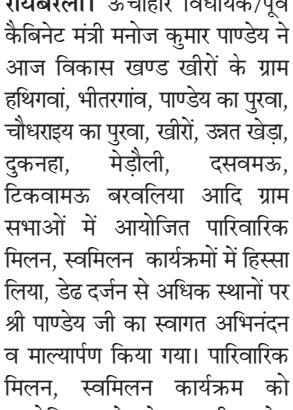 रायबरेली। ऊंचाहार विधायक/पूर्व
कैबिनेट मंत्री मनोज कुमार पाण्डेय ने
आज विकास खण्ड खीरों के ग्राम
हथिगवां, भीतरगांव, पाण्डेय का पुरवा,
चौधराइय का पुरवा, खीरों, उन्नत खेड़ा,
दुकनहा, मेड़ौली, दसवमऊ,
टिकवामऊ बरवलिया आदि ग्राम
सभाओं में आयोजित पारिवारिक
मिलन, स्वमिलन कार्यक्रमों में हिस्सा
लिया, डेढ दर्जन से अधिक स्थानों पर
श्री पाण्डेय जी का स्वागत अभिनंदन
व माल्यार्पण किया गया। पारिवारिक
मिलन, स्वमिलन कार्यक्रम को